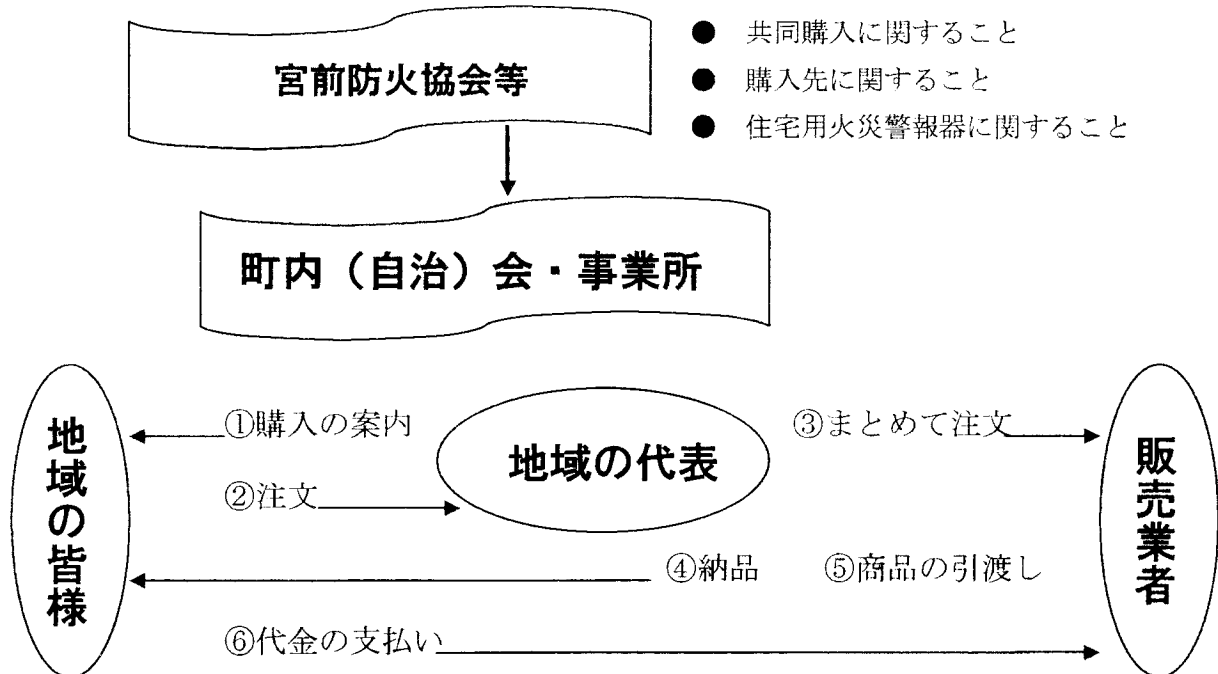 宮前防火協会等
● 共同購入に関すること
● 購入先に関すること
● 住宅用火災警報器に関すること
町内（自治）会・事業所
地域の皆様
①購入の案内
②注文
地域の代表
③まとめて注文
販売業者
④納品
⑤商品の引渡し
⑥代金の支払い